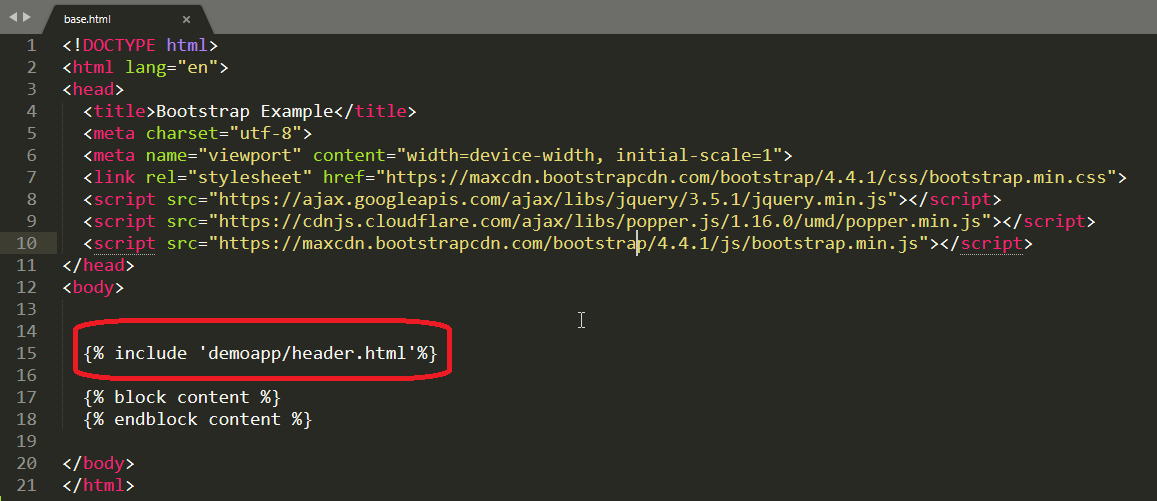 base.html ×
1 <!DOCTYPE html>
2 <html lang="en">
3 <head>
4   <title>Bootstrap Example</title>
5   <meta charset="utf-8">
6   <meta name="viewport" content="width=device-width, initial-scale=1">
7   <link rel="stylesheet" href="https://maxcdn.bootstrapcdn.com/bootstrap/4.4.1/css/bootstrap.min.css">
8   <script src="https://ajax.googleapis.com/ajax/libs/jquery/3.5.1/jquery.min.js"></script>
9   <script src="https://cdnjs.cloudflare.com/ajax/libs/popper.js/1.16.0/umd/popper.min.js"></script>
10   <script src="https://maxcdn.bootstrapcdn.com/bootstrap/4.4.1/js/bootstrap.min.js"></script>
11 </head>
12 <body>
13
14
15   {% include 'demoapp/header.html'%}
16
17   {% block content %}
18   {% endblock content %}
19
20 </body>
21 </html>